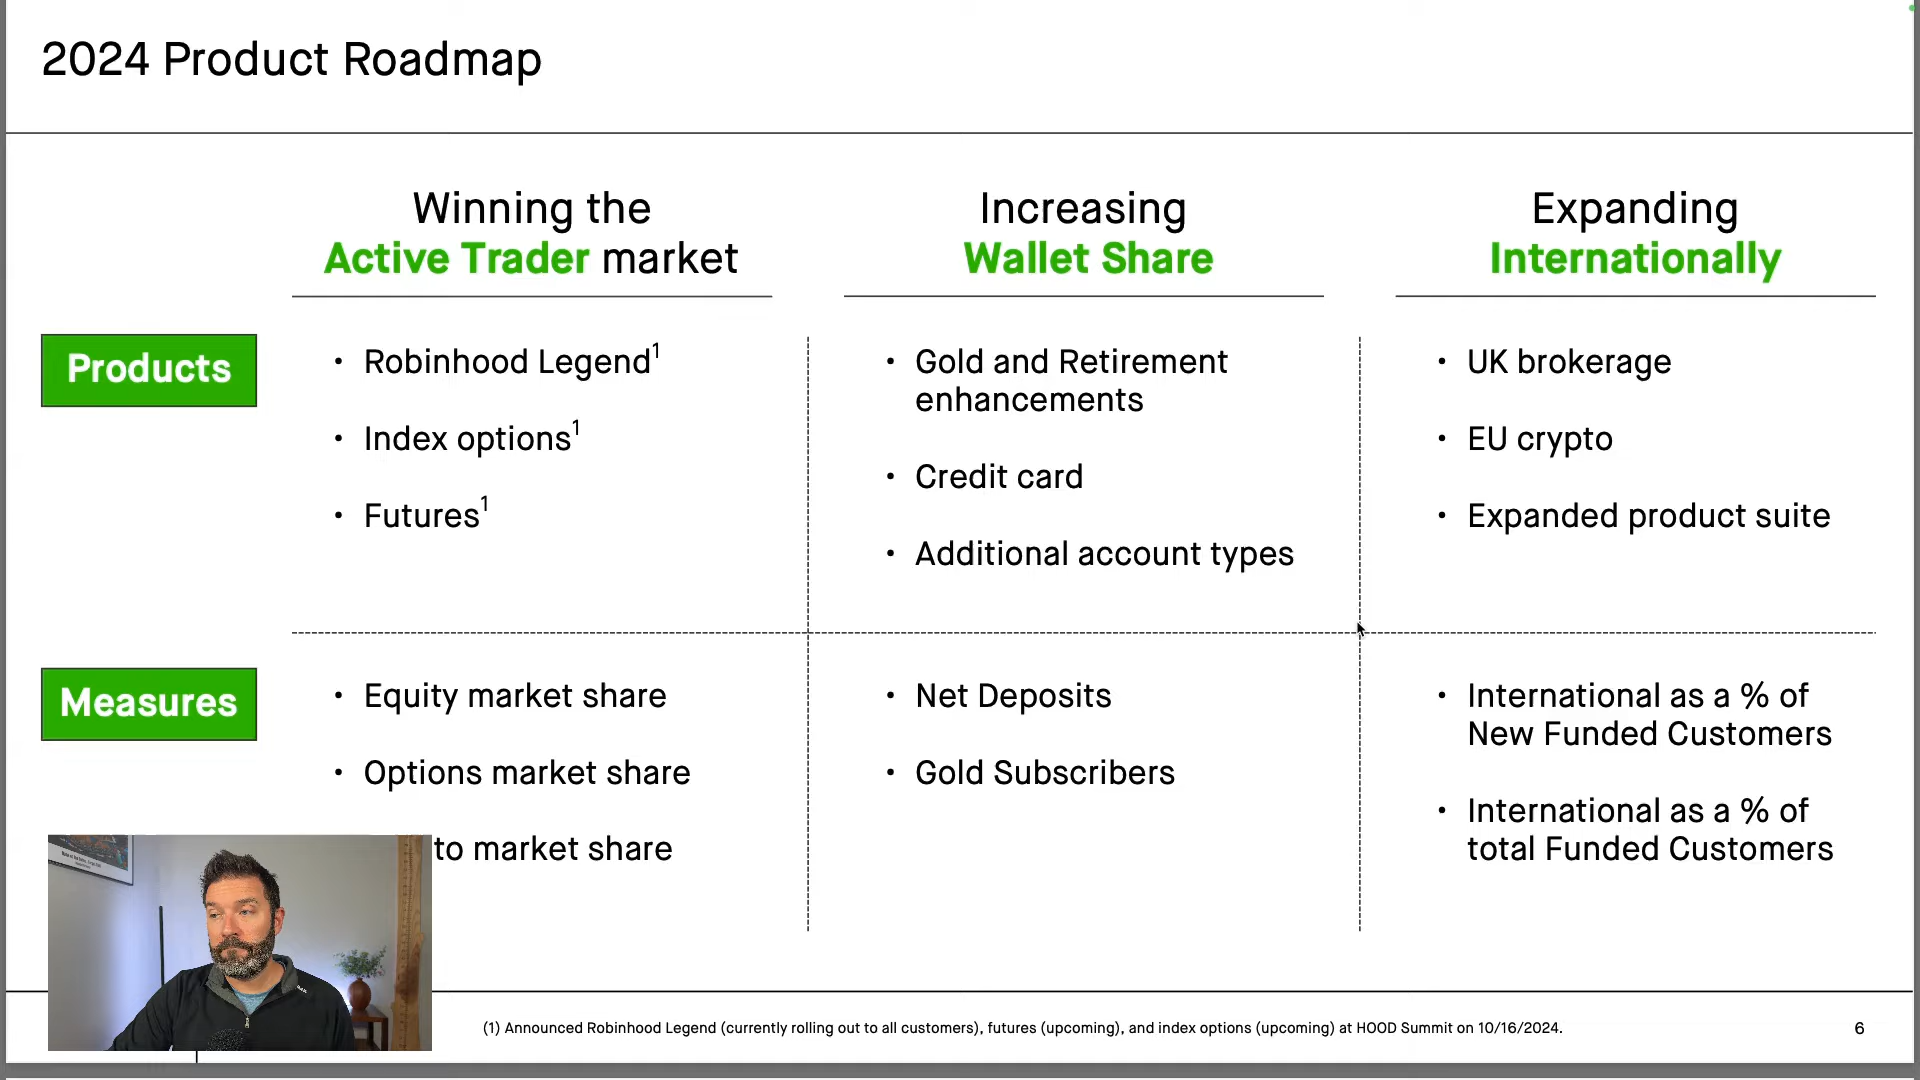 2024 Product Roadmap
Winning the
Active Trader market
Increasing
Wallet Share
Expanding
Internationally
Products
• Robinhood Legend1
• Index options1
• Futures1
• Gold and Retirement
enhancements
• Credit card
• Additional account types
• UK brokerage
• EU crypto
• Expanded product suite
Measures
• Equity market share
• Options market share
to market share
• Net Deposits
• Gold Subscribers
• International as a % of
New Funded Customers
• International as a % of
total Funded Customers
(1) Announced Robinhood Legend (currently rolling out to all customers), futures (upcoming), and index options (upcoming) at HOOD Summit on 10/16/2024.
6